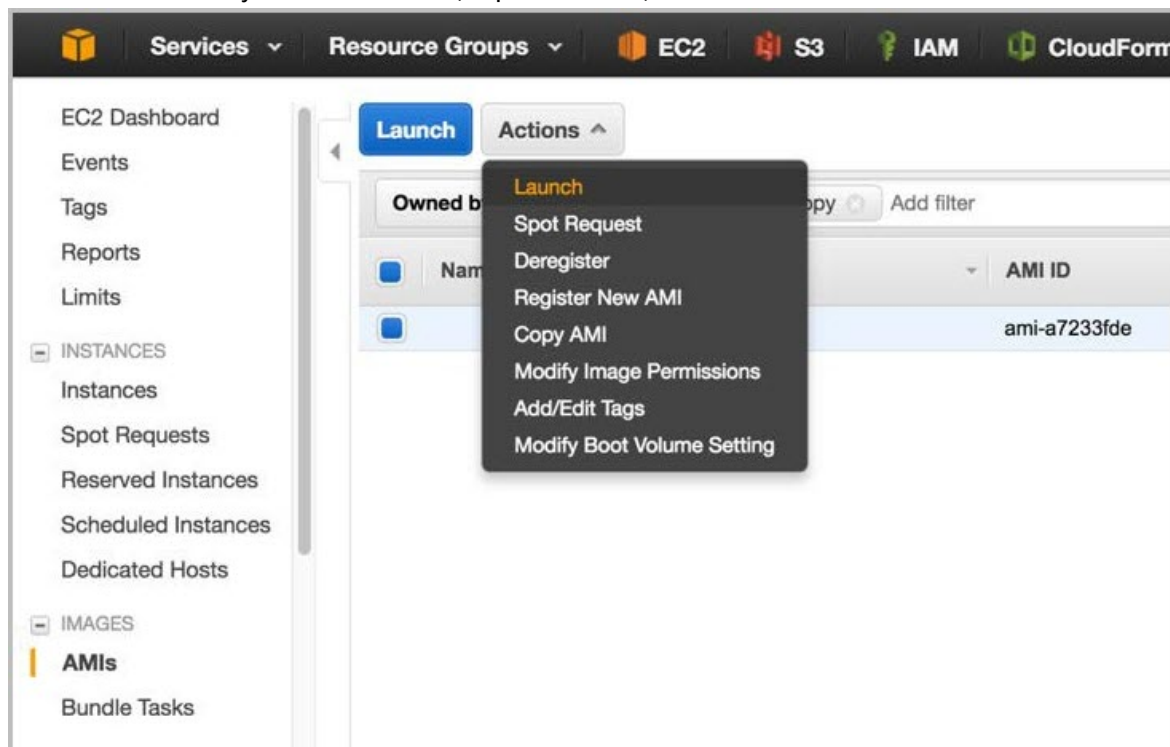 Services Resource Groups EC2 S3 IAM CloudForm
EC2 Dashboard
Events
Tags
Reports
Limits
INSTANCES
Instances
Spot Requests
Reserved Instances
Scheduled Instances
Dedicated Hosts
IMAGES
AMIs
Bundle Tasks
Launch Actions
Owned b opy Add filter
Nam AMI ID
ami-a7233fde
Launch
Spot Request
Deregister
Register New AMI
Copy AMI
Modify Image Permissions
Add/Edit Tags
Modify Boot Volume Setting